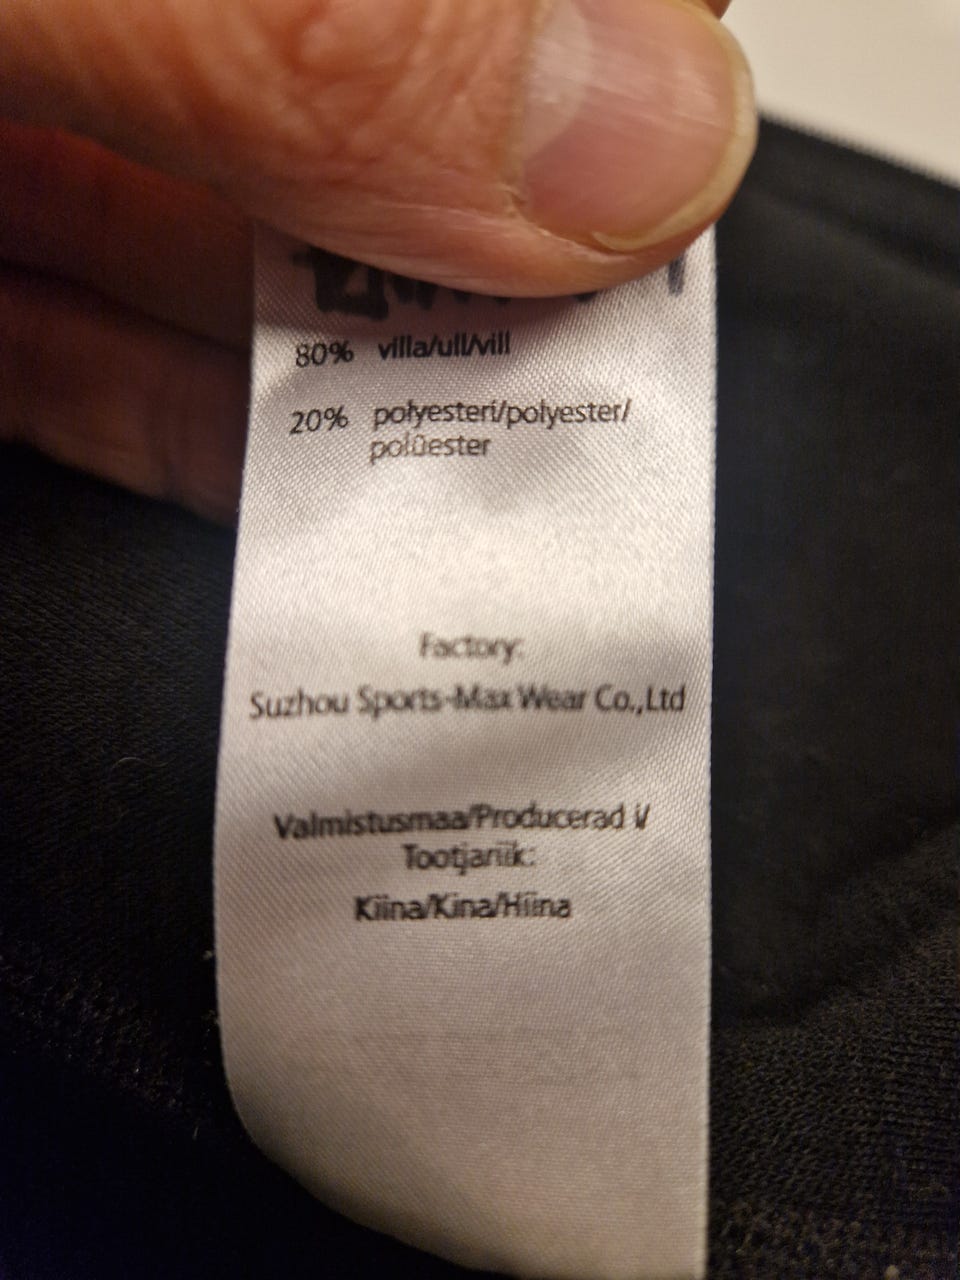 80% villa/ull/vill
20% polyesteri/polyester/
polüester
Factory:
Suzhou Sports-Max Wear Co.,Ltd
Valmistusmaa/Producerad i/
Tootjariik:
Kiina/Kina/Hiina